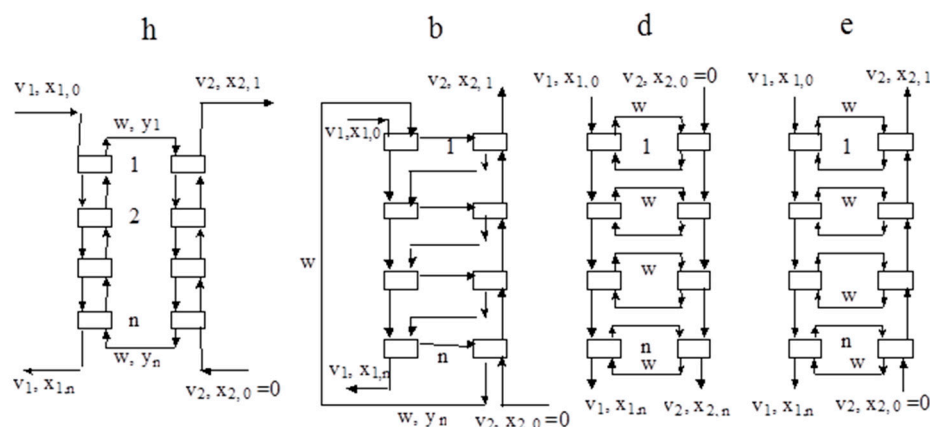 h b d e
v₁, x₁,₀ v₂, x₂,₁
w, y₁
1
2
n
w, yₙ
v₁, x₁.ₙ v₂, x₂,₀ =0
v₂, x₂,₁
v₁,x₁,₀
1
w
n
v₁, x₁,ₙ
w, yₙ v₂, x₂,₀=0
v₁, x₁,₀ v₂, x₂,₀=0
w
1
w
w
n
w
v₁, x₁.ₙ v₂, x₂,ₙ
v₁, x₁,₀ v₂, x₂,₁
w
1
w
w
n
w
v₁, x₁.ₙ v₂, x₂,₀ =0